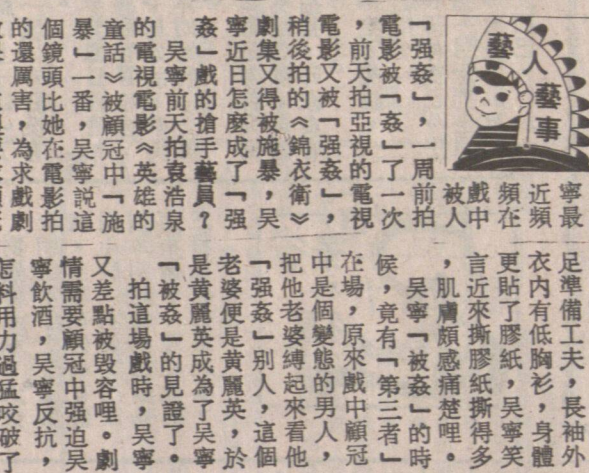 藝人藝事
寧最
近頻
頻在
戲中
被人
「强姦」，一周前拍
電影被「姦」了一次
，前天拍亞視的電視
電影又被「强姦」，
稍後拍的《錦衣衛》
劇集又得被施暴，吳
寧近日怎麽成了「强
姦」戲的搶手藝員？
吳寧前天拍袁浩泉
的電視電影《英雄的
童話》被顧冠中「施
暴」一番，吳寧説這
個鏡頭比她在電影拍
的還厲害，為求戲劇
足準備工夫，長袖外
衣內有低胸衫，身體
更貼了膠紙，吳寧笑
言近來撕膠紙撕得多
，肌膚頗感痛楚哩。
吳寧「被姦」的時
侯，竟有「第三者」
在場，原來戲中顧冠
中是個變態的男人，
把他老婆縛起來看他
「强姦」別人，這個
老婆便是黄麗英，於
是黄麗英成為了吳寧
「被姦」的見證了。
拍這場戲時，吳寧
又差點被毁容哩。劇
情需要顧冠中强迫吳
寧飲酒，吳寧反抗，
怎料用力過猛咬破了